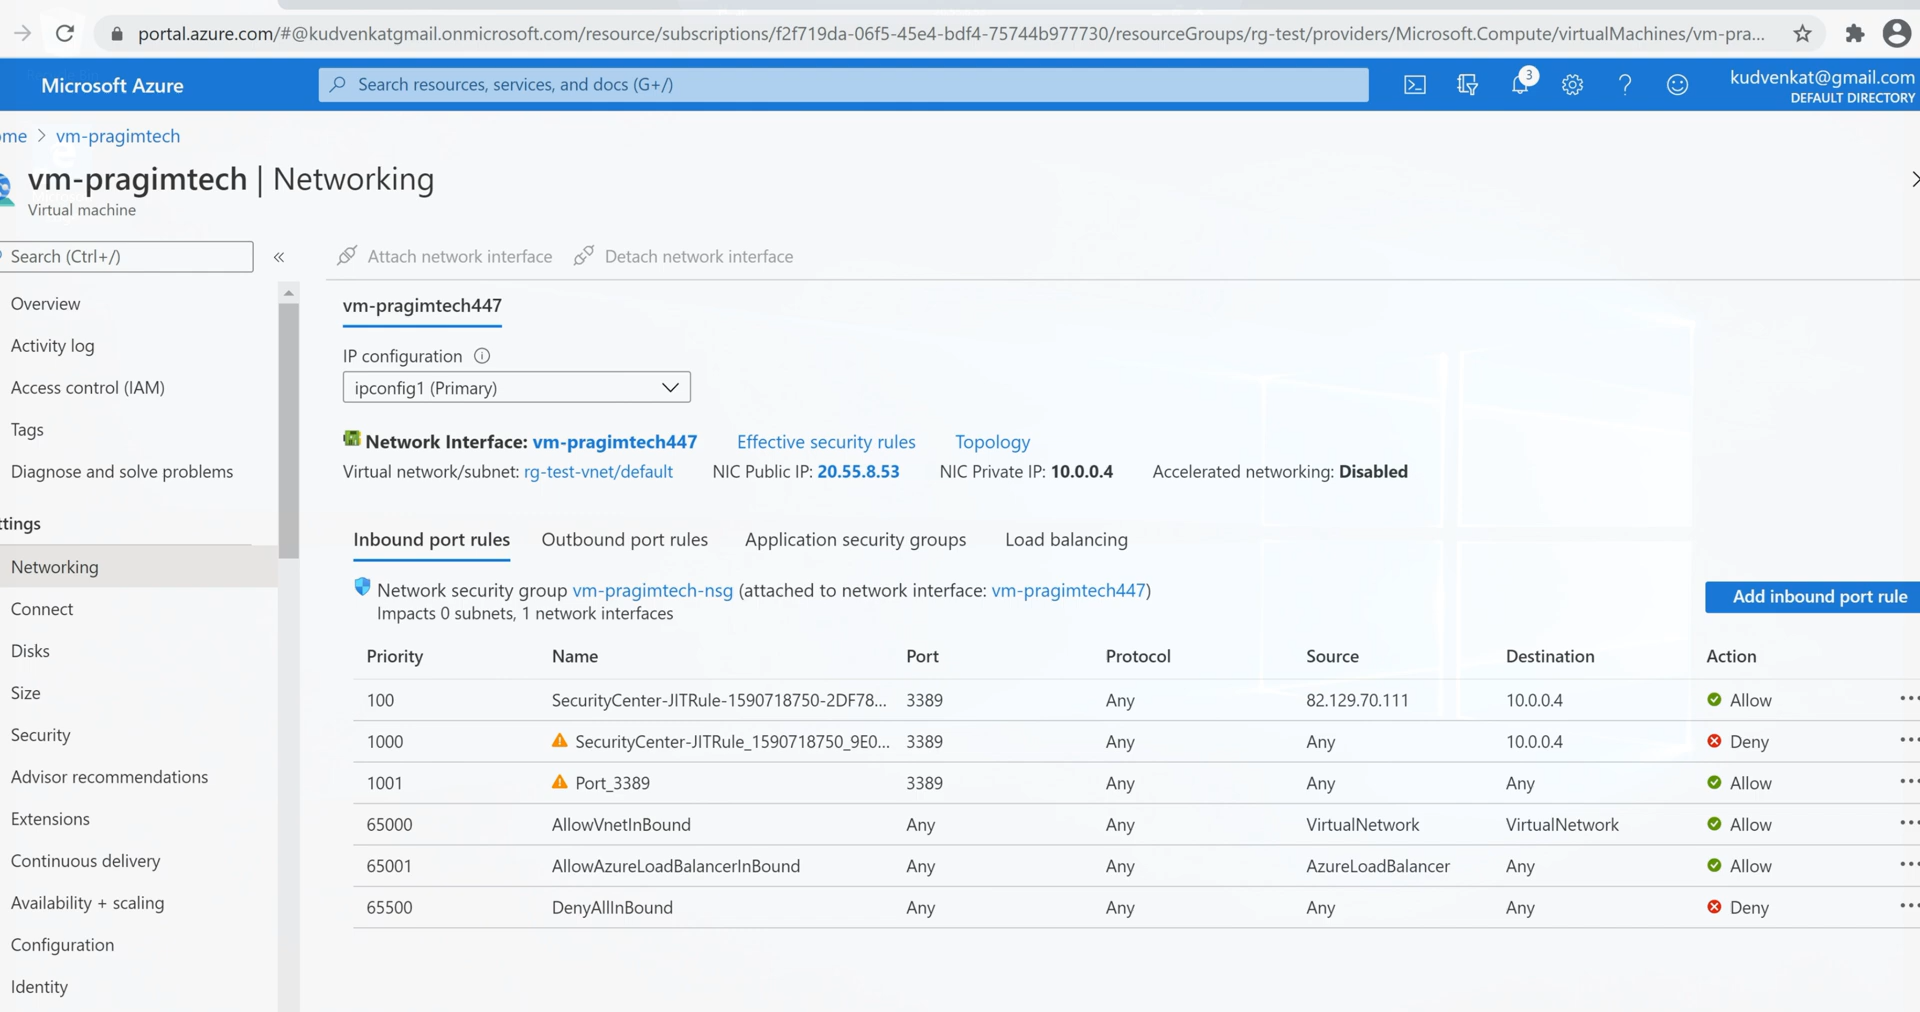 portal.azure.com/#@kudvenkatgmail.onmicrosoft.com/resource/subscriptions/f2f719da-06f5-45e4-bdf4-75744b977730/resourceGroups/rg-test/providers/Microsoft.Compute/virtualMachines/vm-pra...
Microsoft Azure
Search resources, services, and docs (G+/)
3
kudvenkat@gmail.com
DEFAULT DIRECTORY
ome > vm-pragimtech
vm-pragimtech | Networking
Virtual machine
Search (Ctrl+/)
«
Attach network interface
Detach network interface
Overview
Activity log
Access control (IAM)
Tags
Diagnose and solve problems
ttings
Networking
Connect
Disks
Size
Security
Advisor recommendations
Extensions
Continuous delivery
Availability + scaling
Configuration
Identity
vm-pragimtech447
IP configuration
ipconfig1 (Primary)
Network Interface: vm-pragimtech447 Effective security rules Topology
Virtual network/subnet: rg-test-vnet/default NIC Public IP: 20.55.8.53 NIC Private IP: 10.0.0.4 Accelerated networking: Disabled
Inbound port rules Outbound port rules Application security groups Load balancing
Network security group vm-pragimtech-nsg (attached to network interface: vm-pragimtech447)
Impacts 0 subnets, 1 network interfaces
Add inbound port rule
Priority Name Port Protocol Source Destination Action
100 SecurityCenter-JITRule-1590718750-2DF78... 3389 Any 82.129.70.111 10.0.0.4 Allow ...
1000 SecurityCenter-JITRule_1590718750_9E0... 3389 Any Any 10.0.0.4 Deny ...
1001 Port_3389 3389 Any Any Any Allow ...
65000 AllowVnetInBound Any Any VirtualNetwork VirtualNetwork Allow ...
65001 AllowAzureLoadBalancerInBound Any Any AzureLoadBalancer Any Allow ...
65500 DenyAllInBound Any Any Any Any Deny ...